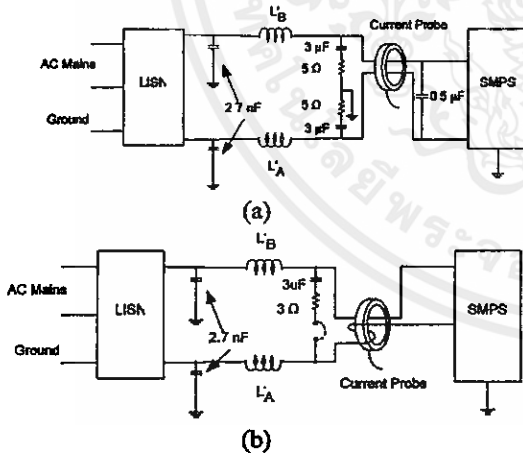 L'B
Current Probe
AC Mains
LISN
3 µF
5 Ω
SMPS
2.7 nF
5 Ω
0.5 µF
Ground
3 µF
L'A
(a)
L'B
AC Mains
LISN
3uF
3 Ω
SMPS
2.7 nF
Ground
Current Probe
L'A
(b)